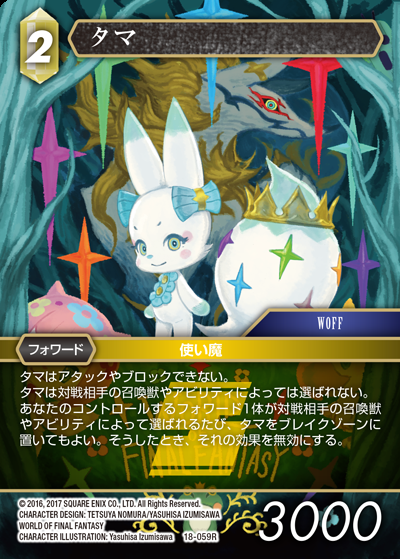 2
タマ
WOFF
フォワード
使い魔
タマはアタックやブロックできない。
タマは対戦相手の召喚獣やアビリティによっては選ばれない。
あなたのコントロールするフォワード1体が対戦相手の召喚獣
やアビリティによって選ばれるたび、タマをブレイクゾーンに
置いてもよい。そうしたとき、それの効果を無効にする。
FINAL FANTASY
© 2016, 2017 SQUARE ENIX CO., LTD. All Rights Reserved.
CHARACTER DESIGN: TETSUYA NOMURA/YASUHISA IZUMISAWA
WORLD OF FINAL FANTASY
CHARACTER ILLUSTRATION: Yasuhisa Izumisawa
18-059R
3000